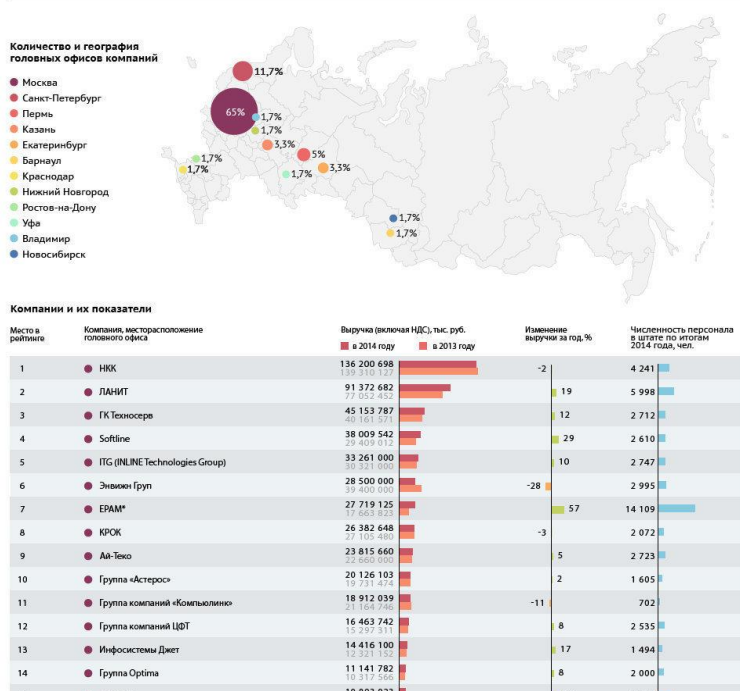 Количество и география
головных офисов компаний
Москва
Санкт-Петербург
Пермь
Казань
Екатеринбург
Барнаул
Краснодар
Нижний Новгород
Ростов-на-Дону
Уфа
Владимир
Новосибирск
11,7%
65%
1,7%
1,7%
3,3%
5%
1,7%
1,7%
3,3%
1,7%
1,7%
1,7%
Компании и их показатели
Место в рейтинге Компания, месторасположение головного офиса Выручка (включая НДС), тыс. руб. Изменение выручки за год, % Численность персонала в штате по итогам 2014 года, чел.
в 2014 году в 2013 году
1 НКК 136 200 698 -2 4 241
139 310 127
2 ЛАНИТ 91 372 682 19 5 998
77 052 452
3 ГК Техносерв 45 153 787 12 2 712
40 161 571
4 Softline 38 009 542 29 2 610
29 409 012
5 ITG (INLINE Technologies Group) 33 261 000 10 2 747
30 321 000
6 Энвижн Груп 28 500 000 -28 2 995
39 400 000
7 EPAM* 27 719 125 57 14 109
17 663 823
8 КРОК 26 382 648 -3 2 072
27 105 480
9 Ай-Теко 23 815 660 5 2 723
22 660 000
10 Группа «Астерос» 20 126 103 2 1 605
19 731 474
11 Группа компаний «Компьюлинк» 18 912 039 -11 702
21 164 746
12 Группа компаний ЦФТ 16 463 742 8 2 535
15 297 311
13 Инфосистемы Джет 14 416 100 17 1 494
12 321 152
14 Группа Optima 11 141 782 8 2 000
10 317 566